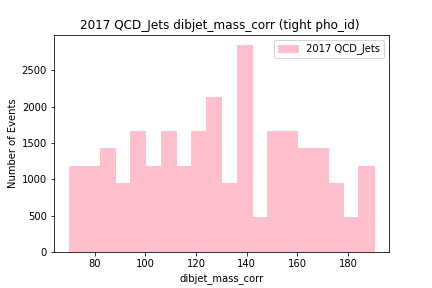 2017 QCD_Jets dibjet_mass_corr (tight pho_id)
2017 QCD_Jets
Number of Events
2500
2000
1500
1000
500
0
80 100 120 140 160 180
dibjet_mass_corr